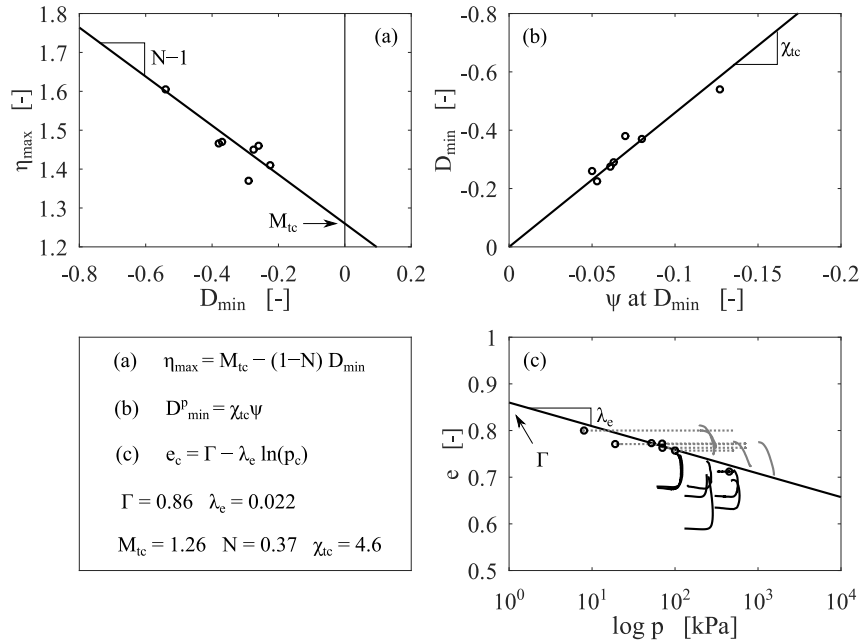 1.8
1.7
1.6
1.5
1.4
1.3
1.2
η_max [-]
(a)
N−1
M_tc
-0.8 -0.6 -0.4 -0.2 0 0.2
D_min [-]
-0.8
-0.6
-0.4
-0.2
0
D_min [-]
(b)
χ_tc
0 -0.05 -0.1 -0.15 -0.2
ψ at D_min [-]
(a) η_max = M_tc − (1−N) D_min
(b) D^p_min = χ_tc ψ
(c) e_c = Γ − λ_e ln(p_c)
Γ = 0.86 λ_e = 0.022
M_tc = 1.26 N = 0.37 χ_tc = 4.6
1
0.9
0.8
0.7
0.6
0.5
e [-]
(c)
λ_e
Γ
10^0 10^1 10^2 10^3 10^4
log p [kPa]